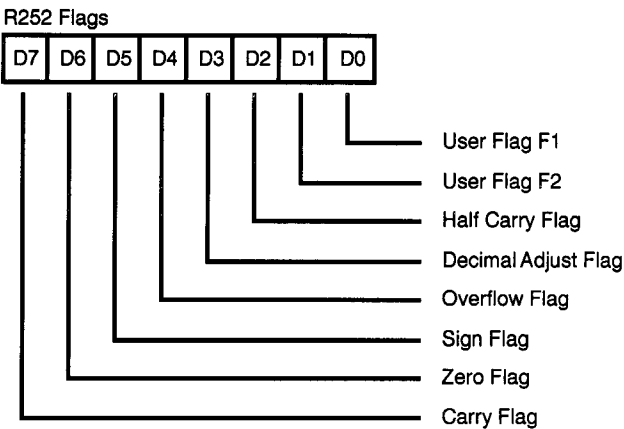 R252 Flags
D7 D6 D5 D4 D3 D2 D1 D0
User Flag F1
User Flag F2
Half Carry Flag
Decimal Adjust Flag
Overflow Flag
Sign Flag
Zero Flag
Carry Flag